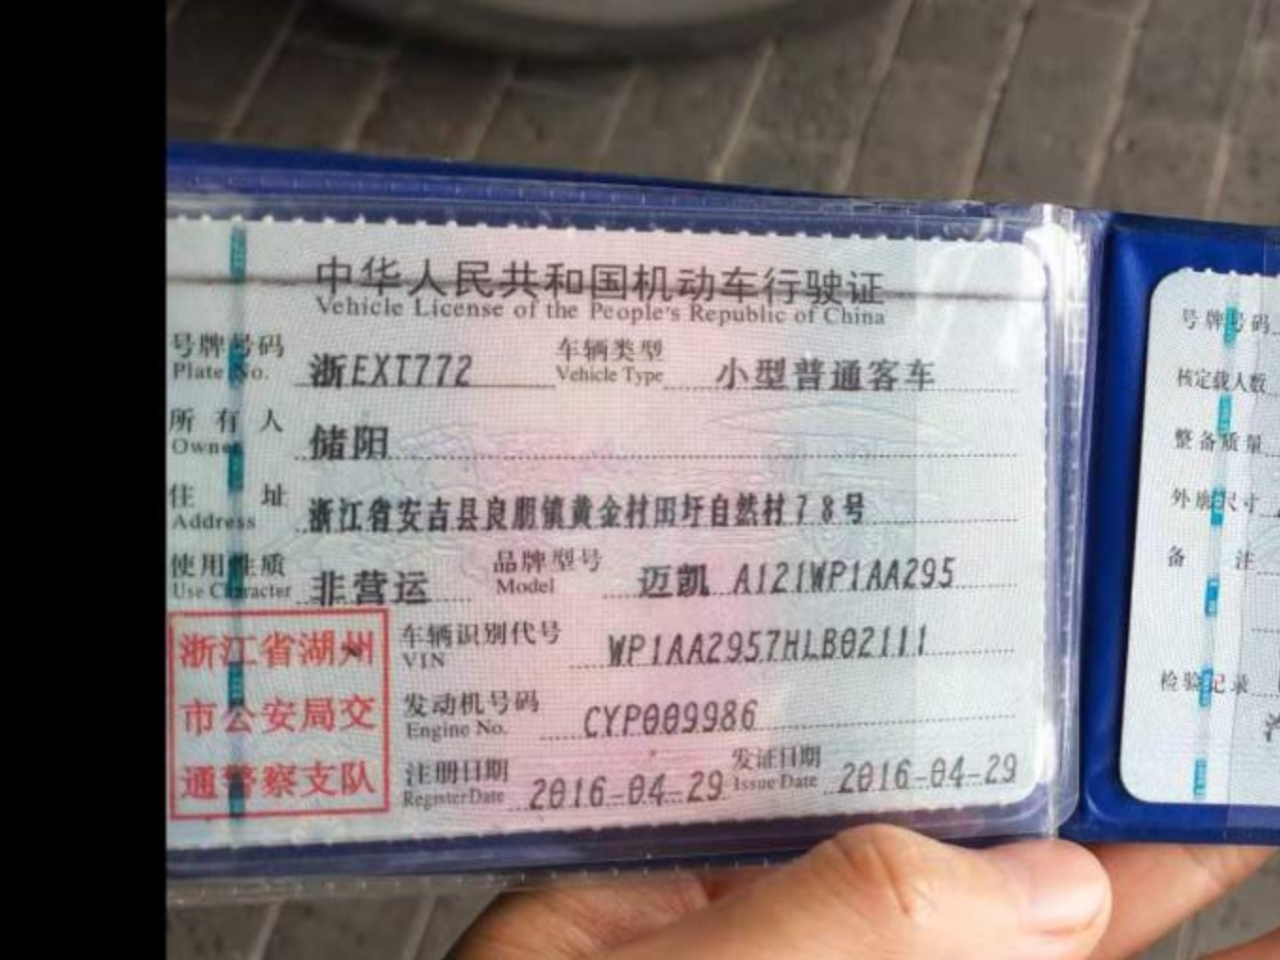 中华人民共和国机动车行驶证
Vehicle License of the People's Republic of China
号牌号码 浙EXT772 车辆类型 小型普通客车
Plate No. Vehicle Type
所有人 储阳
Owner
住址 浙江省安吉县良朋镇黄金村田圩自然村78号
Address
使用性质 非营运 品牌型号 迈凯 A121WP1AA295
Use Character Model
浙江省湖州
市公安局交
通警察支队
车辆识别代号 WP1AA2957HLB02111
VIN
发动机号码 CYP009986
Engine No.
注册日期 2016-04-29 发证日期 2016-04-29
Register Date Issue Date
号牌号码
核定载人数
整备质量
外廓尺寸
备注
检验记录